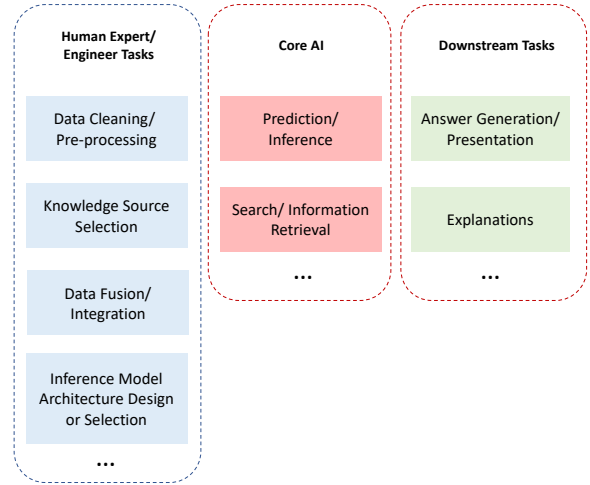 Human Expert/
Engineer Tasks
Data Cleaning/
Pre-processing
Knowledge Source
Selection
Data Fusion/
Integration
Inference Model
Architecture Design
or Selection
...
Core AI
Prediction/
Inference
Search/ Information
Retrieval
...
Downstream Tasks
Answer Generation/
Presentation
Explanations
...